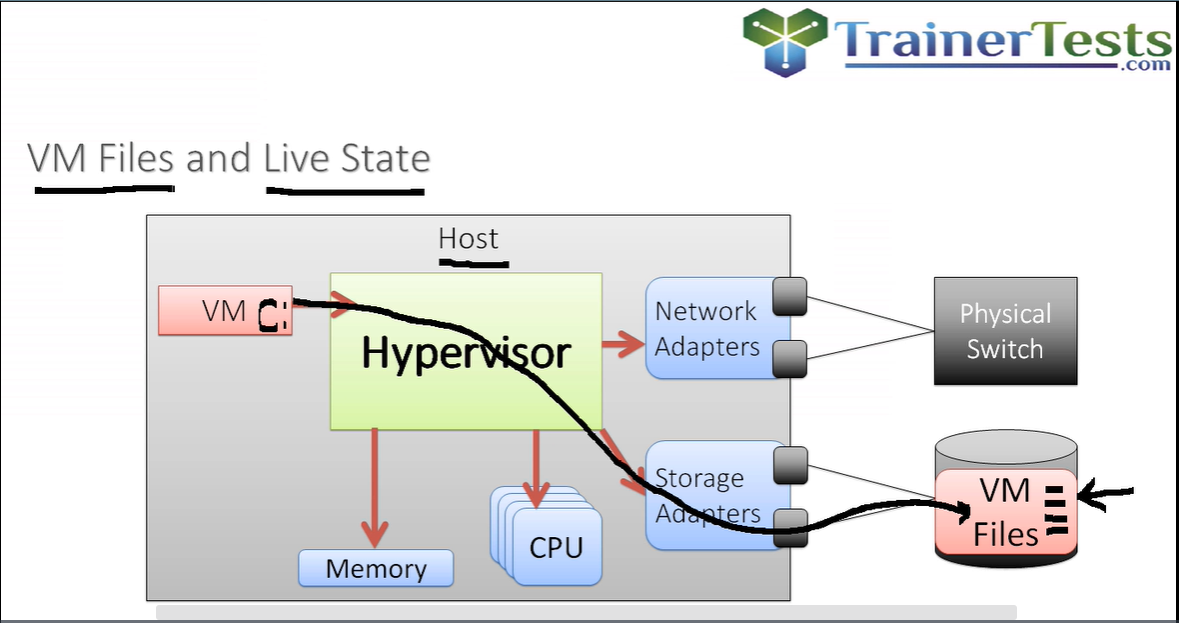 TrainerTests
.com
VM Files and Live State
Host
VM C:
Hypervisor
Network
Adapters
Physical
Switch
Storage
Adapters
VM
Files
CPU
Memory